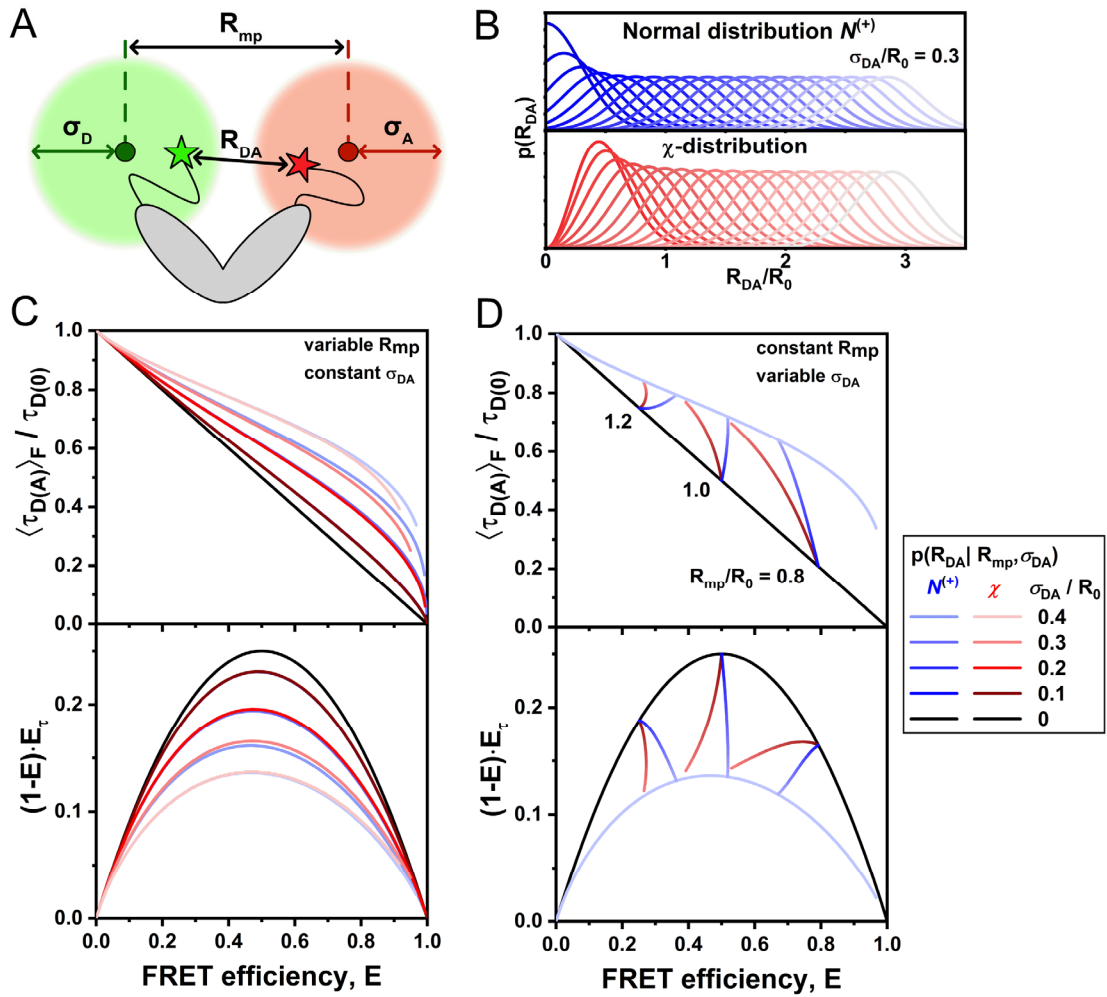 A
R_mp
σ_D
R_DA
σ_A
B
Normal distribution N^(+)
σ_DA/R_0 = 0.3
p(R_DA)
χ-distribution
0 1 2 3
R_DA/R_0
C
⟨τ_D(A)⟩_F / τ_D(0)
variable R_mp
constant σ_DA
1.0
0.8
0.6
0.4
0.2
0.0
(1-E)·E_τ
0.2
0.1
0.0
0.0 0.2 0.4 0.6 0.8 1.0
FRET efficiency, E
D
⟨τ_D(A)⟩_F / τ_D(0)
constant R_mp
variable σ_DA
1.0
0.8
0.6
0.4
0.2
0.0
1.2
1.0
R_mp/R_0 = 0.8
(1-E)·E_τ
0.2
0.1
0.0
0.0 0.2 0.4 0.6 0.8 1.0
FRET efficiency, E
p(R_DA| R_mp,σ_DA)
N^(+) χ σ_DA / R_0
0.4
0.3
0.2
0.1
0